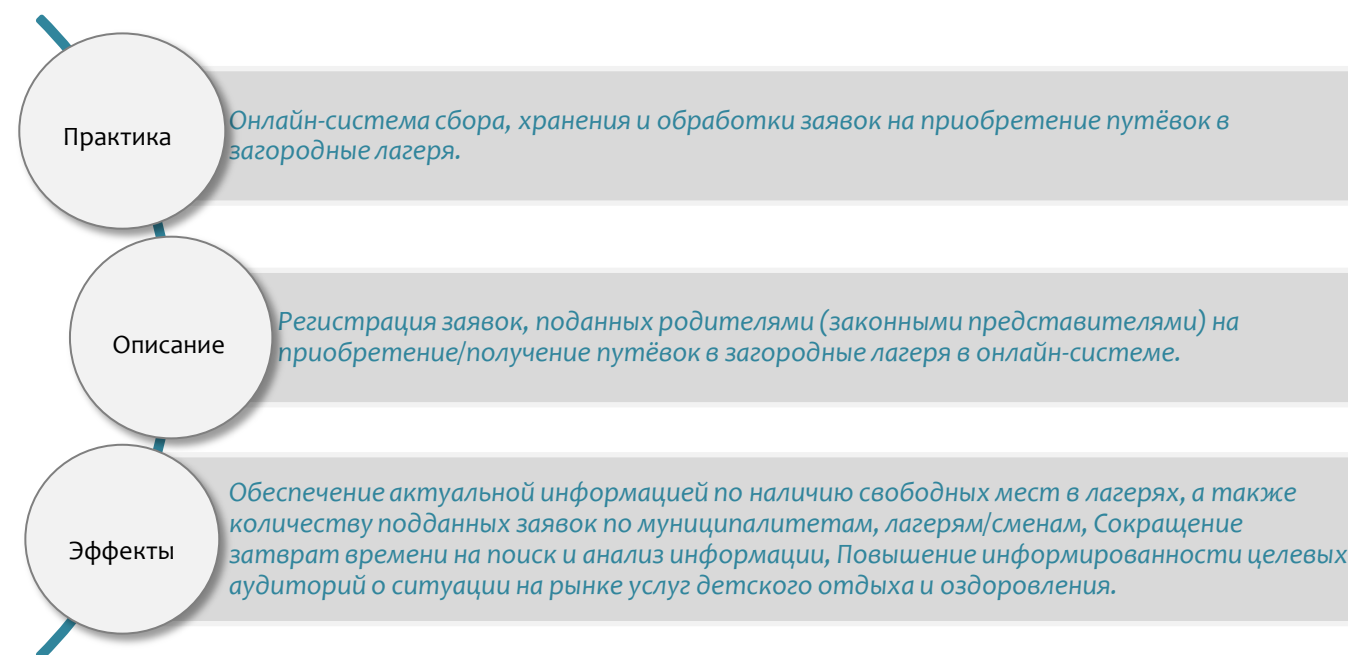 Практика
Онлайн-система сбора, хранения и обработки заявок на приобретение путёвок в
загородные лагеря.
Описание
Регистрация заявок, поданных родителями (законными представителями) на
приобретение/получение путёвок в загородные лагеря в онлайн-системе.
Эффекты
Обеспечение актуальной информацией по наличию свободных мест в лагерях, а также
количеству подданных заявок по муниципалитетам, лагерям/сменам, Сокращение
затврат времени на поиск и анализ информации, Повышение информированности целевых
аудиторий о ситуации на рынке услуг детского отдыха и оздоровления.